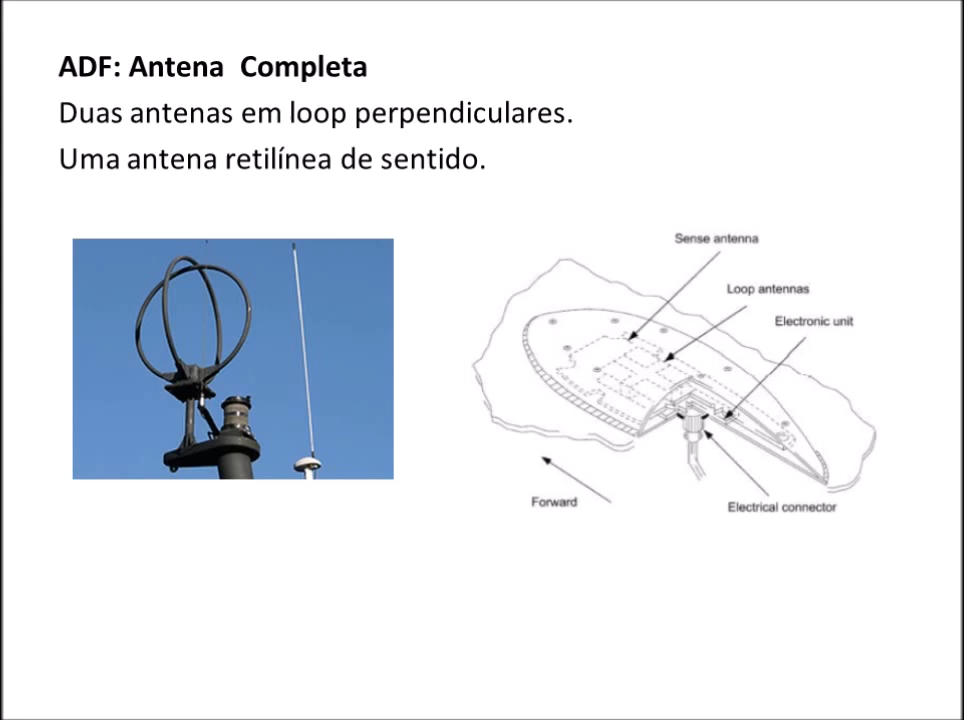 ADF: Antena Completa
Duas antenas em loop perpendiculares.
Uma antena retilínea de sentido.
Sense antenna
Loop antennas
Electronic unit
Forward
Electrical connector